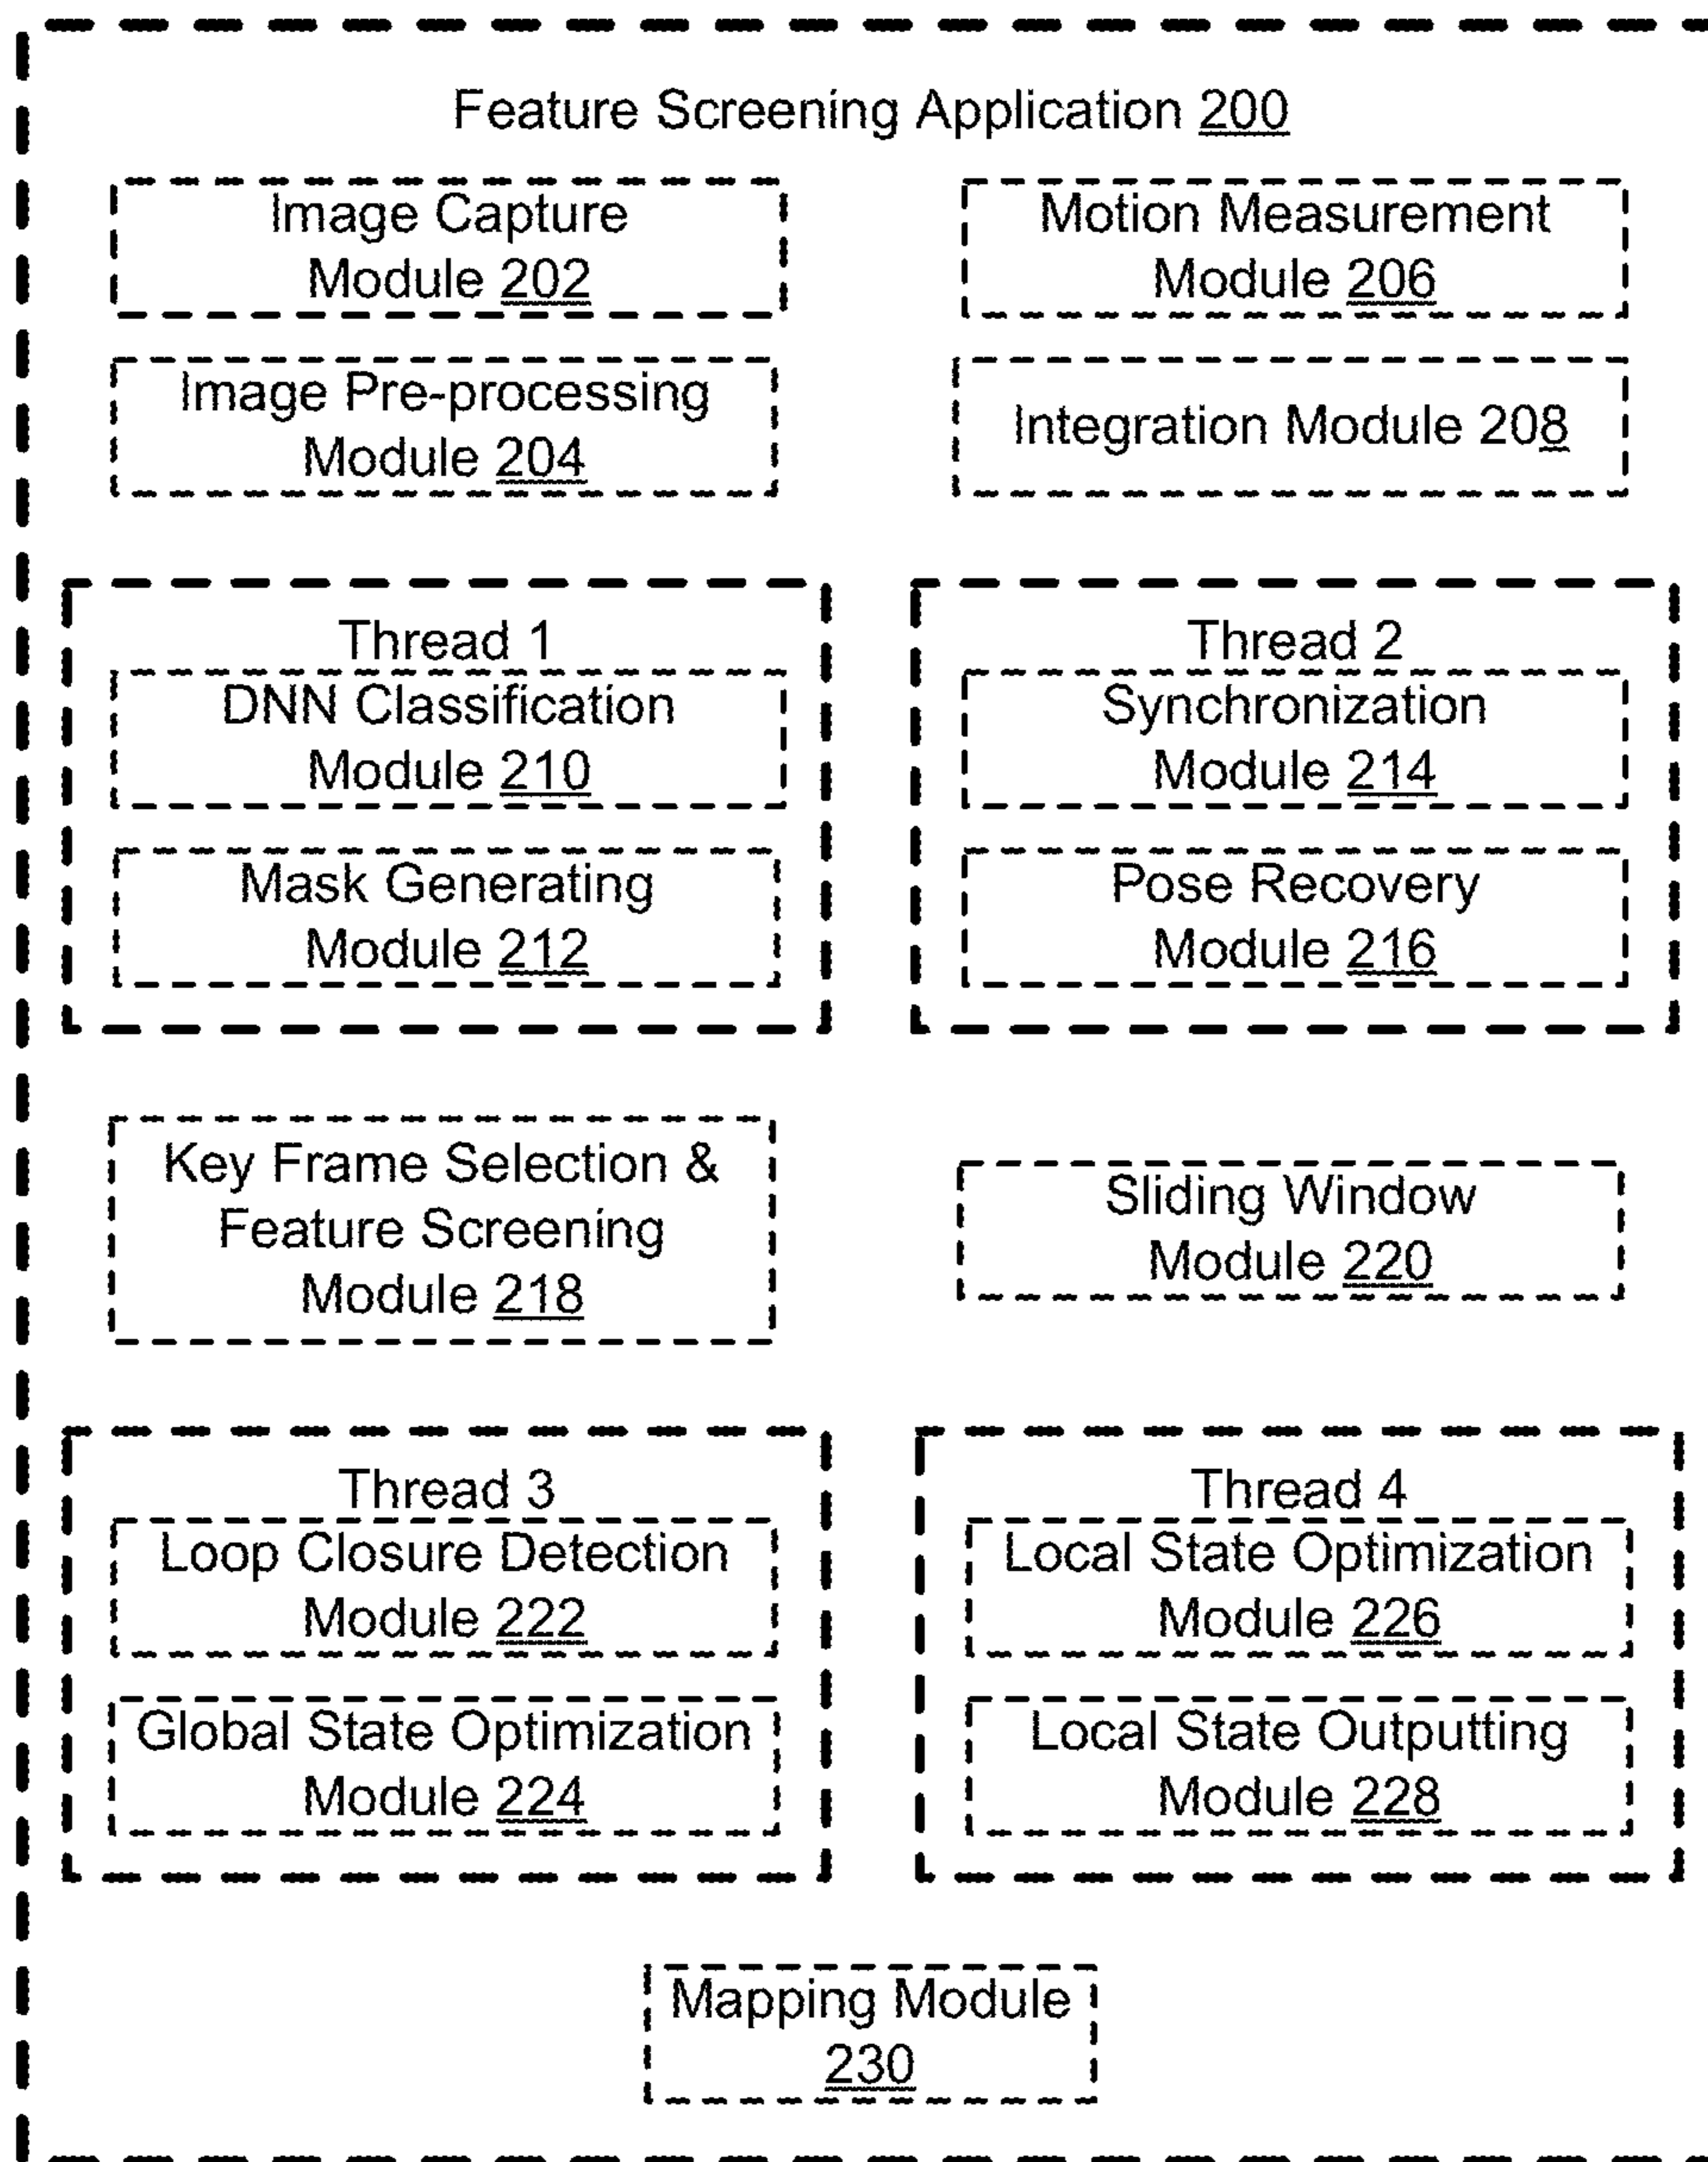 Feature Screening Application 200
Image Capture
Module 202
Motion Measurement
Module 206
Image Pre-processing
Module 204
Integration Module 208
Thread 1
DNN Classification
Module 210
Mask Generating
Module 212
Thread 2
Synchronization
Module 214
Pose Recovery
Module 216
Key Frame Selection &
Feature Screening
Module 218
Sliding Window
Module 220
Thread 3
Loop Closure Detection
Module 222
Global State Optimization
Module 224
Thread 4
Local State Optimization
Module 226
Local State Outputting
Module 228
Mapping Module
230